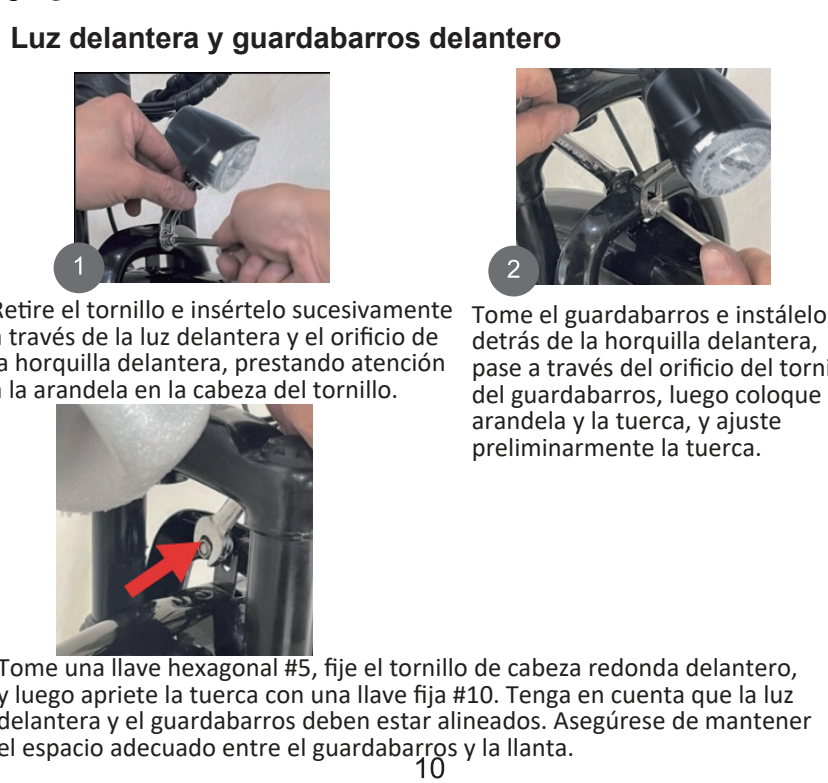 Luz delantera y guardabarros delantero
1
Retire el tornillo e insértelo sucesivamente
a través de la luz delantera y el orificio de
la horquilla delantera, prestando atención
a la arandela en la cabeza del tornillo.
2
Tome el guardabarros e instálelo
detrás de la horquilla delantera,
pase a través del orificio del torni
del guardabarros, luego coloque
arandela y la tuerca, y ajuste
preliminarmente la tuerca.
Tome una llave hexagonal #5, fije el tornillo de cabeza redonda delantero,
y luego apriete la tuerca con una llave fija #10. Tenga en cuenta que la luz
delantera y el guardabarros deben estar alineados. Asegúrese de mantener
el espacio adecuado entre el guardabarros y la llanta.
10